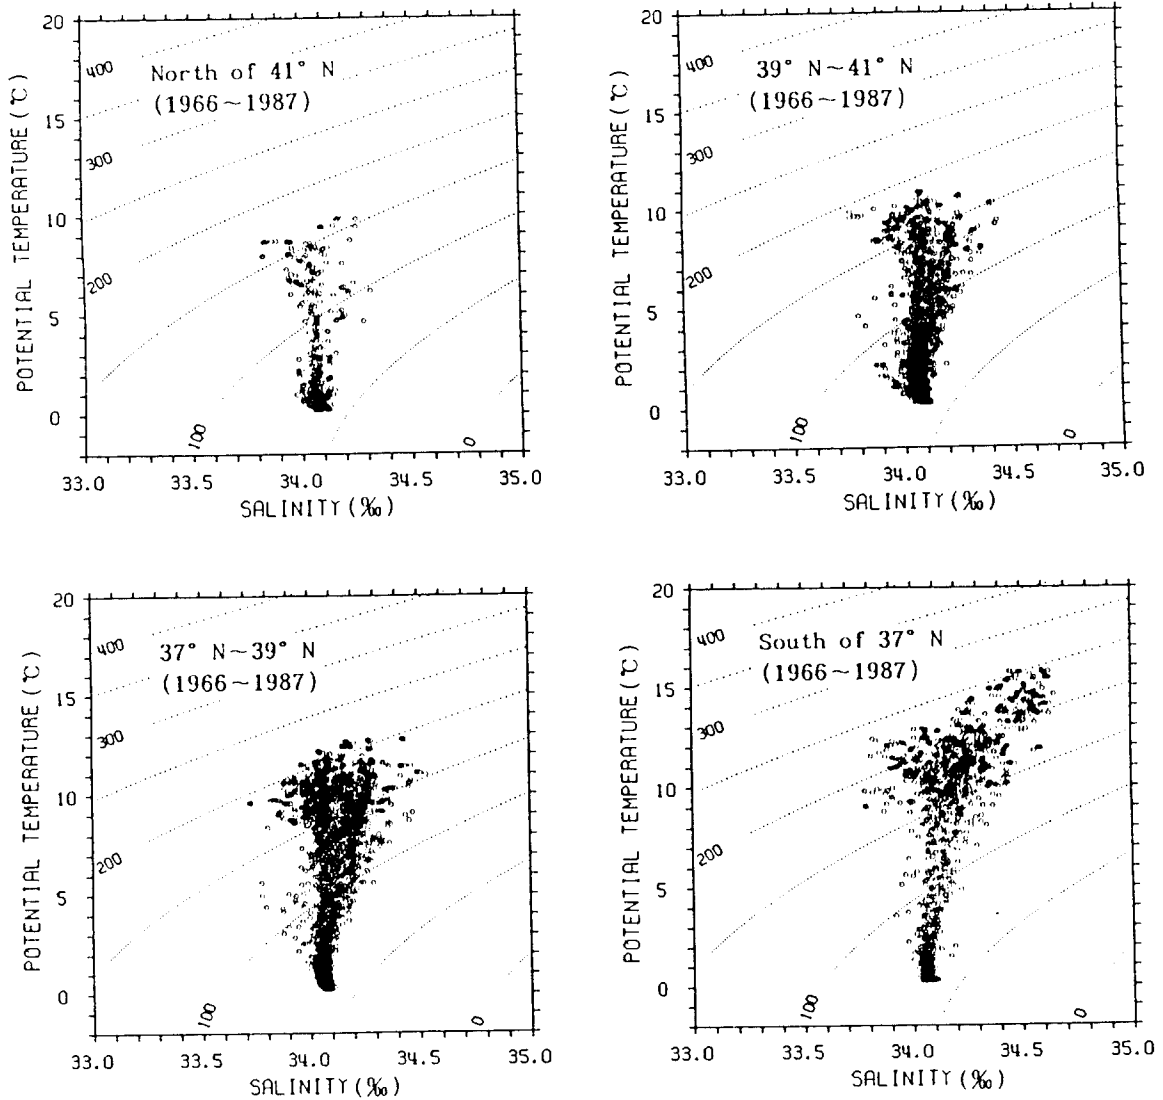 20
15
10
5
0
POTENTIAL TEMPERATURE (℃)
400
300
200
100
0
North of 41° N
(1966~1987)
33.0 33.5 34.0 34.5 35.0
SALINITY (‰)
20
15
10
5
0
POTENTIAL TEMPERATURE (℃)
400
300
200
100
0
39° N~41° N
(1966~1987)
33.0 33.5 34.0 34.5 35.0
SALINITY (‰)
20
15
10
5
0
POTENTIAL TEMPERATURE (℃)
400
300
200
100
0
37° N~39° N
(1966~1987)
33.0 33.5 34.0 34.5 35.0
SALINITY (‰)
20
15
10
5
0
POTENTIAL TEMPERATURE (℃)
400
300
200
100
0
South of 37° N
(1966~1987)
33.0 33.5 34.0 34.5 35.0
SALINITY (‰)